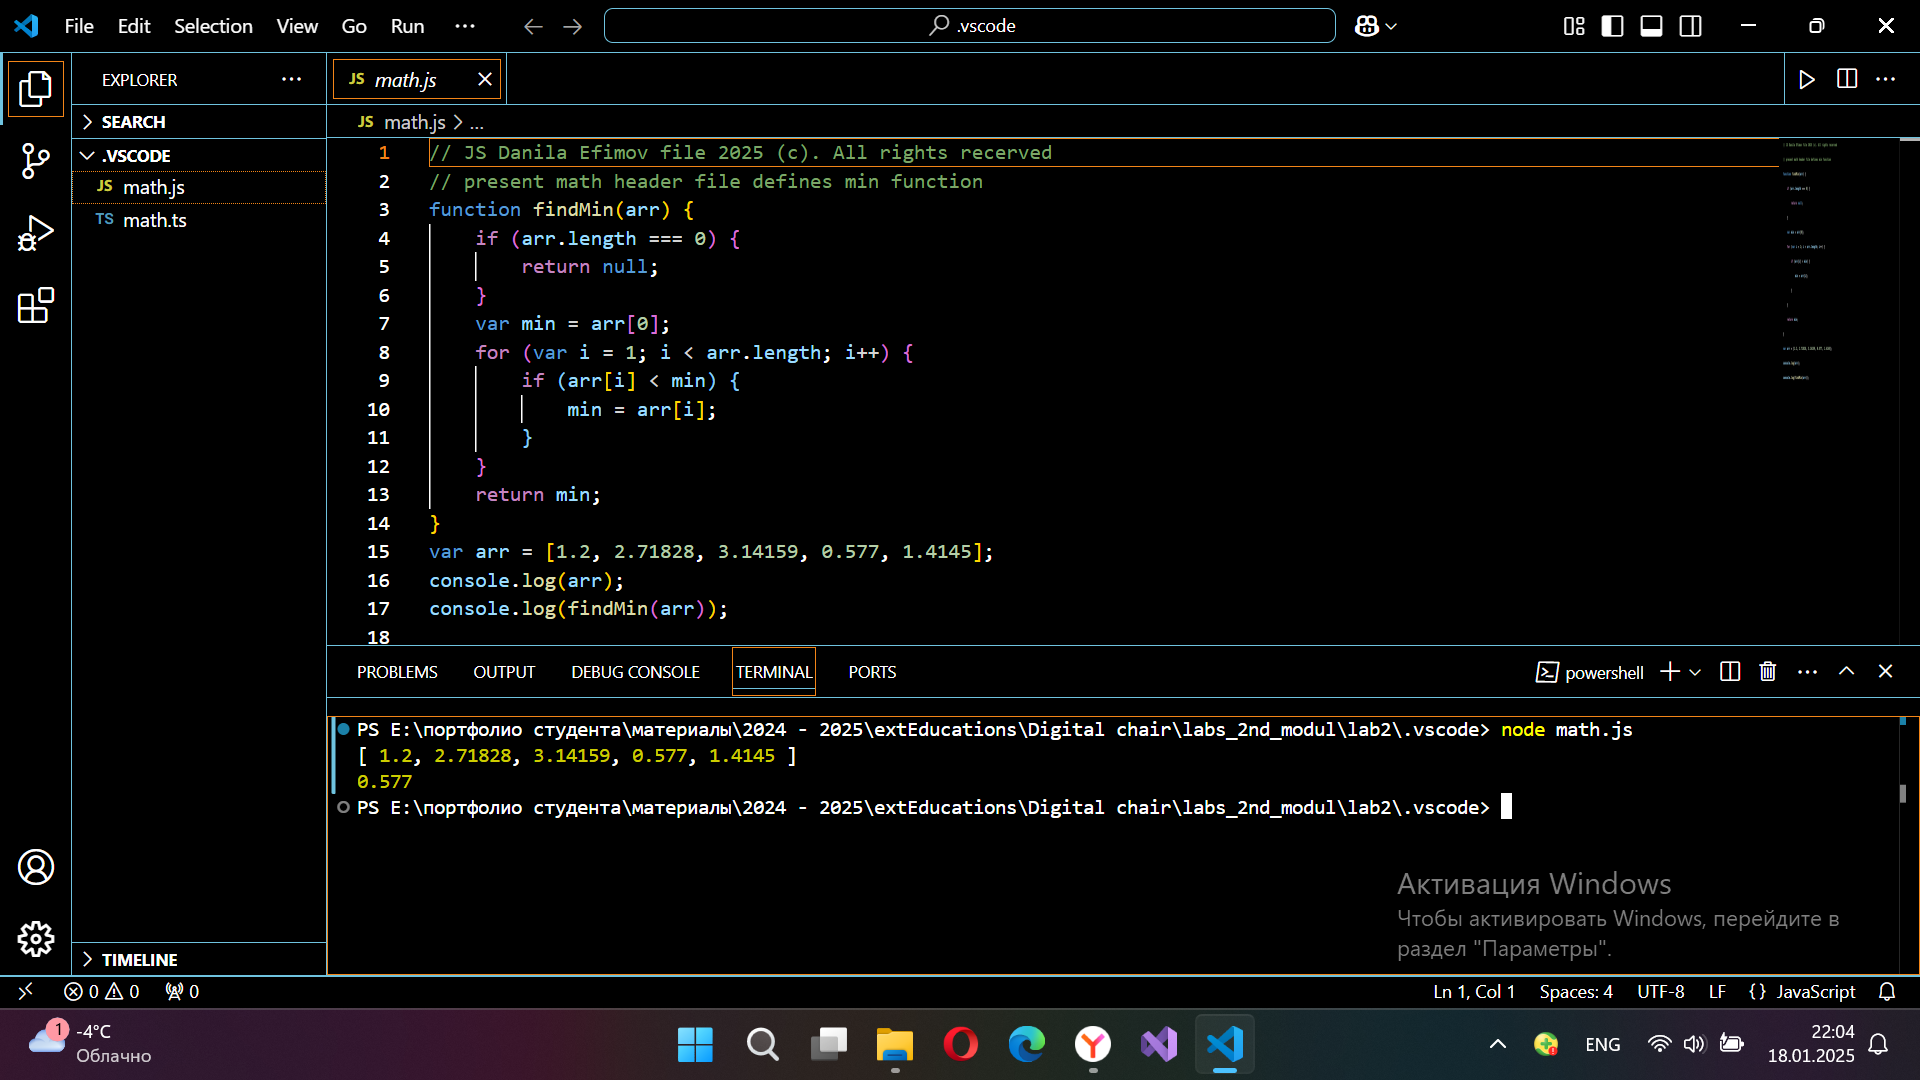 File Edit Selection View Go Run ... .vscode
EXPLORER ... JS math.js
SEARCH JS math.js > ...
.VSCODE
JS math.js
TS math.ts
1 // JS Danila Efimov file 2025 (c). All rights recerved
2 // present math header file defines min function
3 function findMin(arr) {
4     if (arr.length === 0) {
5         return null;
6     }
7     var min = arr[0];
8     for (var i = 1; i < arr.length; i++) {
9         if (arr[i] < min) {
10             min = arr[i];
11         }
12     }
13     return min;
14 }
15 var arr = [1.2, 2.71828, 3.14159, 0.577, 1.4145];
16 console.log(arr);
17 console.log(findMin(arr));
18
PROBLEMS OUTPUT DEBUG CONSOLE TERMINAL PORTS powershell
PS E:\портфолио студента\материалы\2024 - 2025\extEducations\Digital chair\labs_2nd_modul\lab2\.vscode> node math.js
[ 1.2, 2.71828, 3.14159, 0.577, 1.4145 ]
0.577
PS E:\портфолио студента\материалы\2024 - 2025\extEducations\Digital chair\labs_2nd_modul\lab2\.vscode>
Активация Windows
Чтобы активировать Windows, перейдите в
раздел "Параметры".
TIMELINE
0 0 0 Ln 1, Col 1 Spaces: 4 UTF-8 LF {} JavaScript
1 -4°C
Облачно
ENG
22:04
18.01.2025